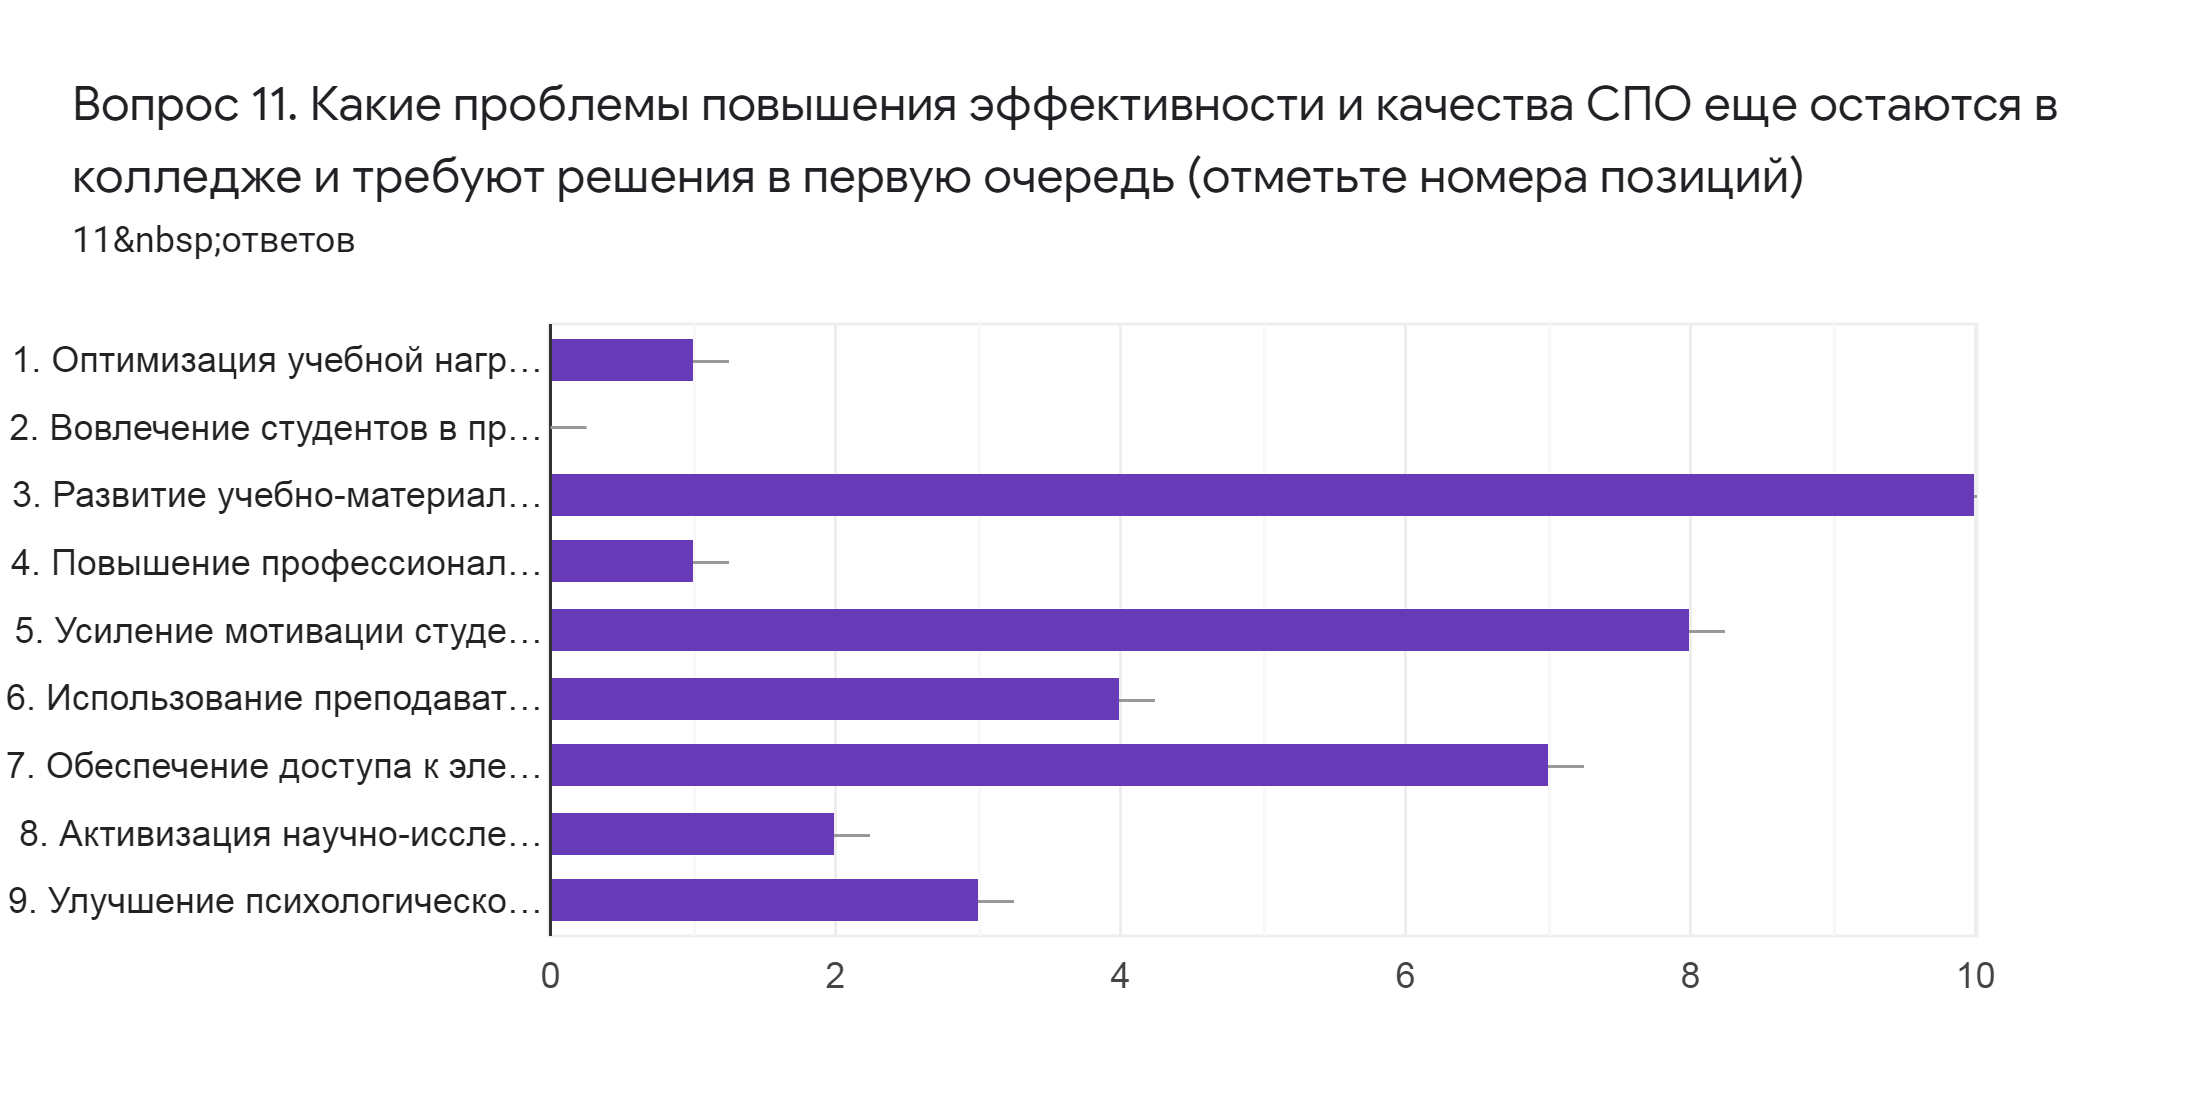 Вопрос 11. Какие проблемы повышения эффективности и качества СПО еще остаются в
колледже и требуют решения в первую очередь (отметьте номера позиций)
11&nbsp;ответов
1. Оптимизация учебной нагр…
2. Вовлечение студентов в пр…
3. Развитие учебно-материал…
4. Повышение профессионал…
5. Усиление мотивации студе…
6. Использование преподават…
7. Обеспечение доступа к эле…
8. Активизация научно-иссле…
9. Улучшение психологическо…
0 2 4 6 8 10